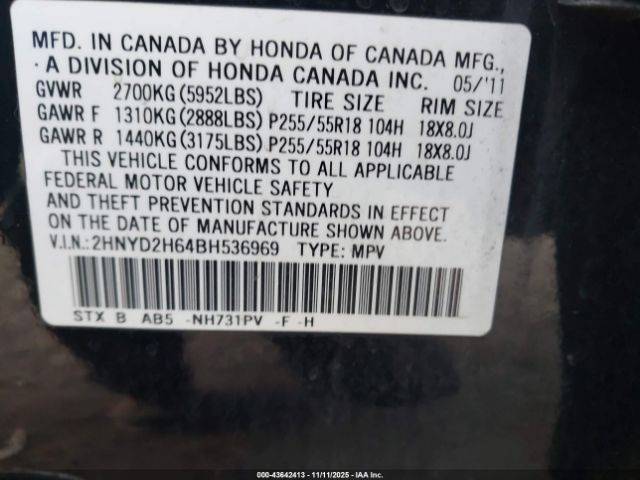 MFD. IN CANADA BY HONDA OF CANADA MFG.,
A DIVISION OF HONDA CANADA INC. 05/'11
GVWR 2700KG(5952LBS) TIRE SIZE RIM SIZE
GAWR F 1310KG(2888LBS)P255/55R18 104H 18X8.0J
GAWR R 1440KG(3175LBS)P255/55R18 104H 18X8.0J
THIS VEHICLE CONFORMS TO ALL APPLICABLE
FEDERAL MOTOR VEHICLE SAFETY
AND THEFT PREVENTION STANDARDS IN EFFECT
ON THE DATE OF MANUFACTURE SHOWN ABOVE.
V.I.N.:2HNYD2H64BH536969 TYPE: MPV
STX B AB5 -NH731PV -F -H
000-43642413 - 11/11/2025 - IAA Inc.